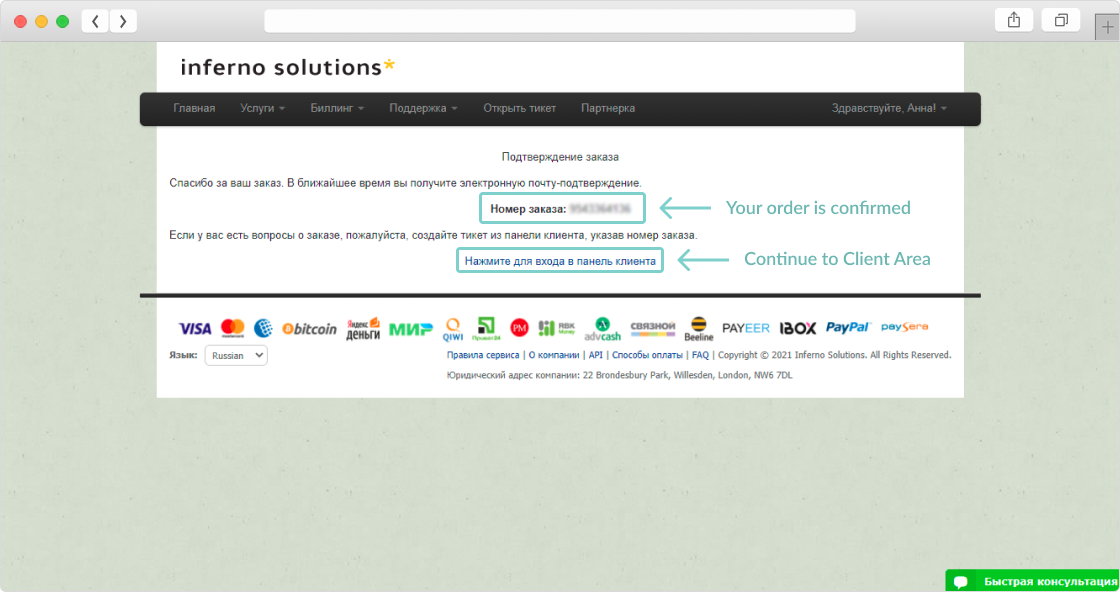 inferno solutions*
Главная Услуги Биллинг Поддержка Открыть тикет Партнерка Здравствуйте, Анна!
Подтверждение заказа
Спасибо за ваш заказ. В ближайшее время вы получите электронную почту-подтверждение.
Номер заказа:
Your order is confirmed
Если у вас есть вопросы о заказе, пожалуйста, создайте тикет из панели клиента, указав номер заказа.
Нажмите для входа в панель клиента
Continue to Client Area
VISA mastercard bitcoin Яндекс деньги МИР QIWI Приват24 PM RBK Money advcash СВЯЗНОЙ Beeline PAYEER IBOX PayPal paysera
Язык: Russian
Правила сервиса | О компании | API | Способы оплаты | FAQ | Copyright © 2021 Inferno Solutions. All Rights Reserved.
Юридический адрес компании: 22 Brondesbury Park, Willesden, London, NW6 7DL
Быстрая консультация